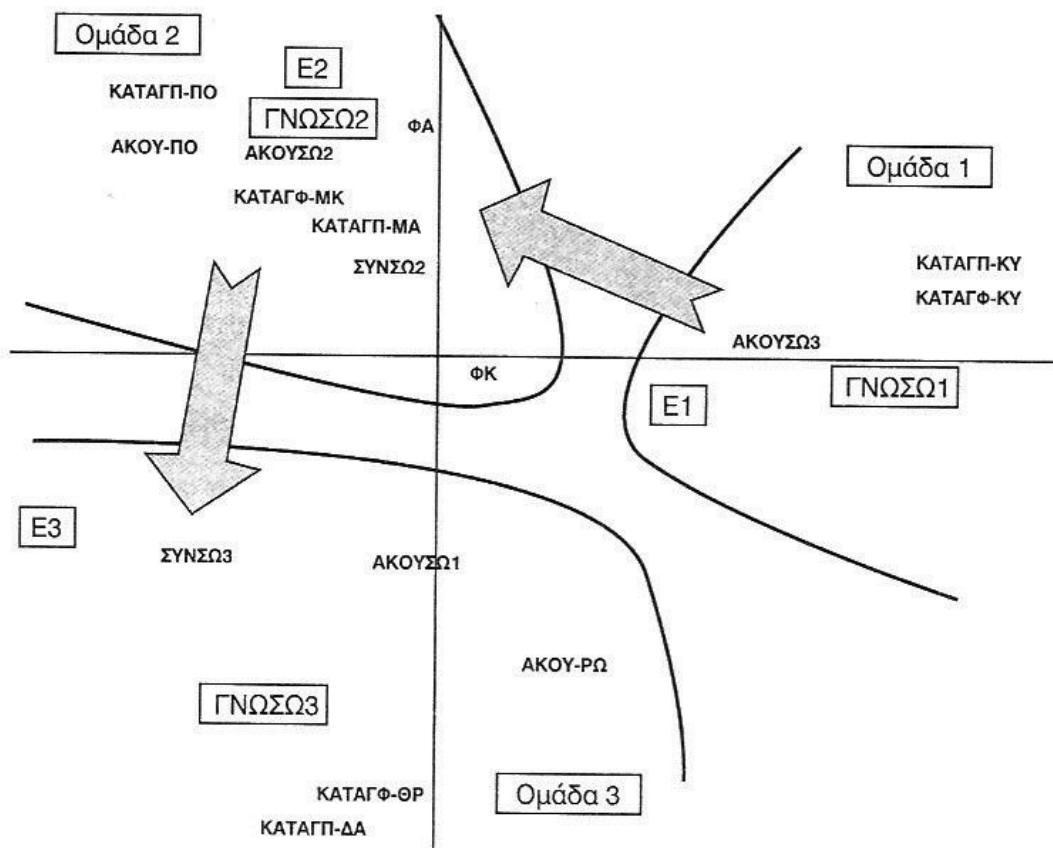 Ομάδα 2
Ε2
ΚΑΤΑΓΠ-ΠΟ
ΓΝΩΣΩ2
ΦΑ
ΑΚΟΥ-ΠΟ
ΑΚΟΥΣΩ2
Ομάδα 1
ΚΑΤΑΓΦ-ΜΚ
ΚΑΤΑΓΠ-ΜΑ
ΣΥΝΣΩ2
ΚΑΤΑΓΠ-ΚΥ
ΚΑΤΑΓΦ-ΚΥ
ΑΚΟΥΣΩ3
ΦΚ
ΓΝΩΣΩ1
Ε1
Ε3
ΣΥΝΣΩ3
ΑΚΟΥΣΩ1
ΑΚΟΥ-ΡΩ
ΓΝΩΣΩ3
ΚΑΤΑΓΦ-ΘΡ
Ομάδα 3
ΚΑΤΑΓΠ-ΔΑ